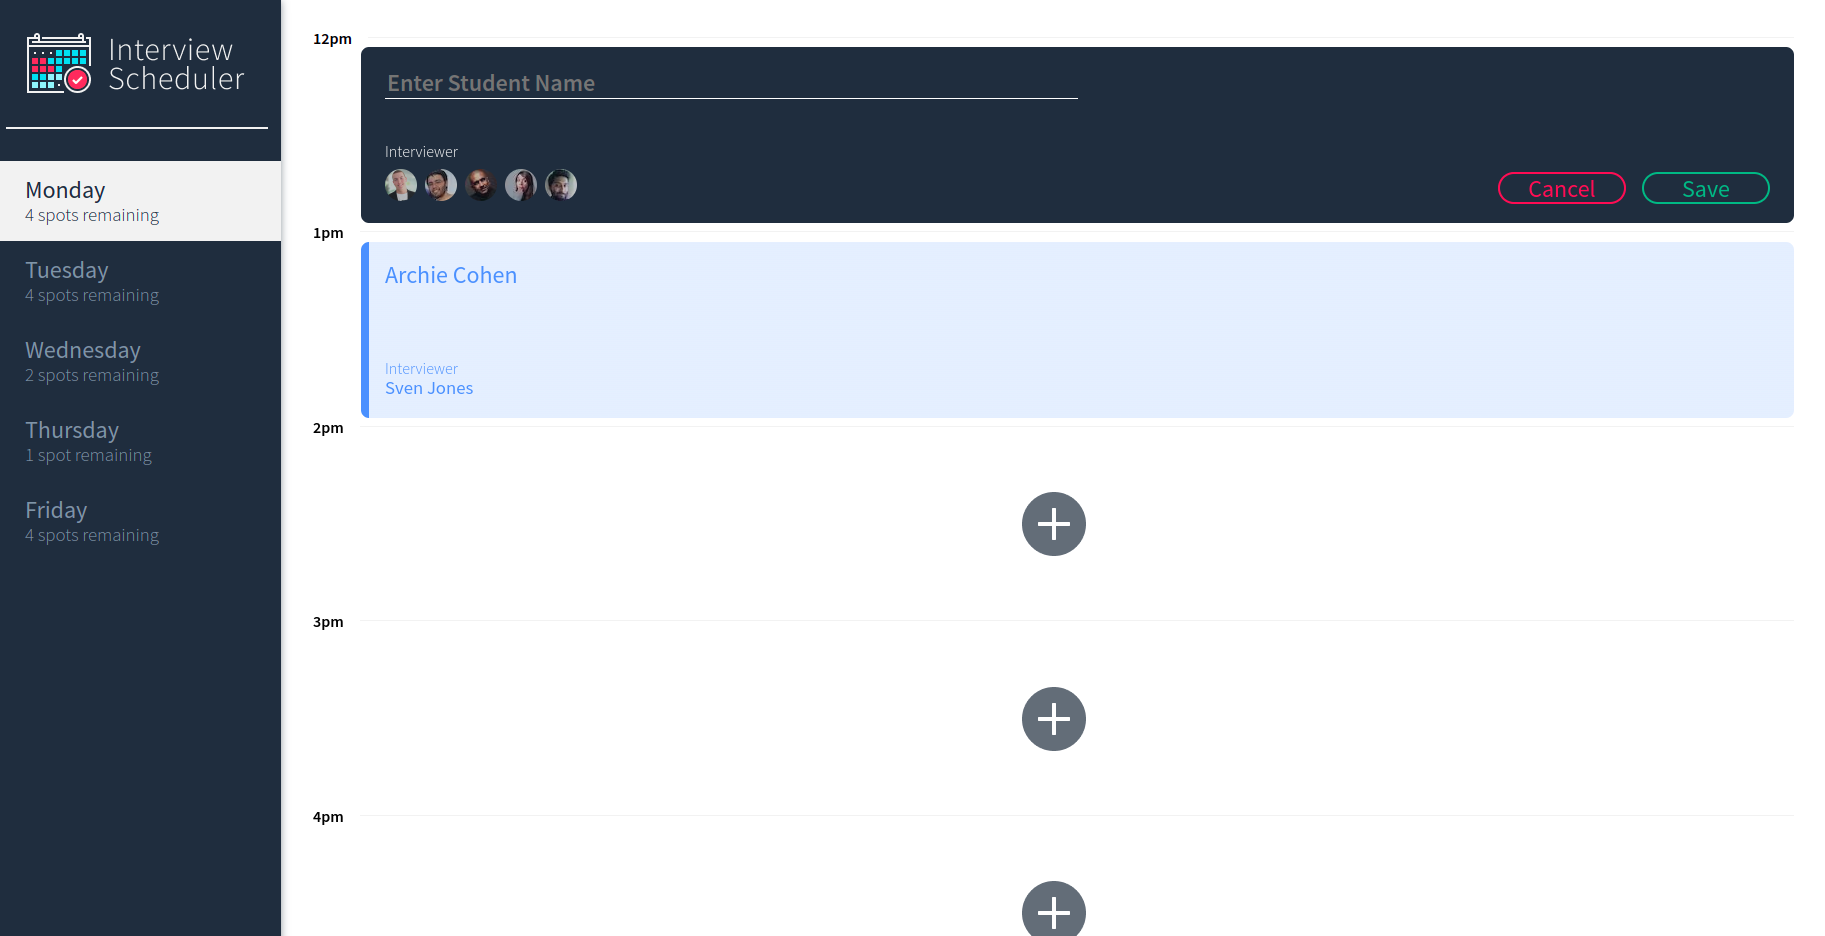 Interview
Scheduler
Monday
4 spots remaining
Tuesday
4 spots remaining
Wednesday
2 spots remaining
Thursday
1 spot remaining
Friday
4 spots remaining
12pm
Enter Student Name
Interviewer
Cancel
Save
1pm
Archie Cohen
Interviewer
Sven Jones
2pm
3pm
4pm